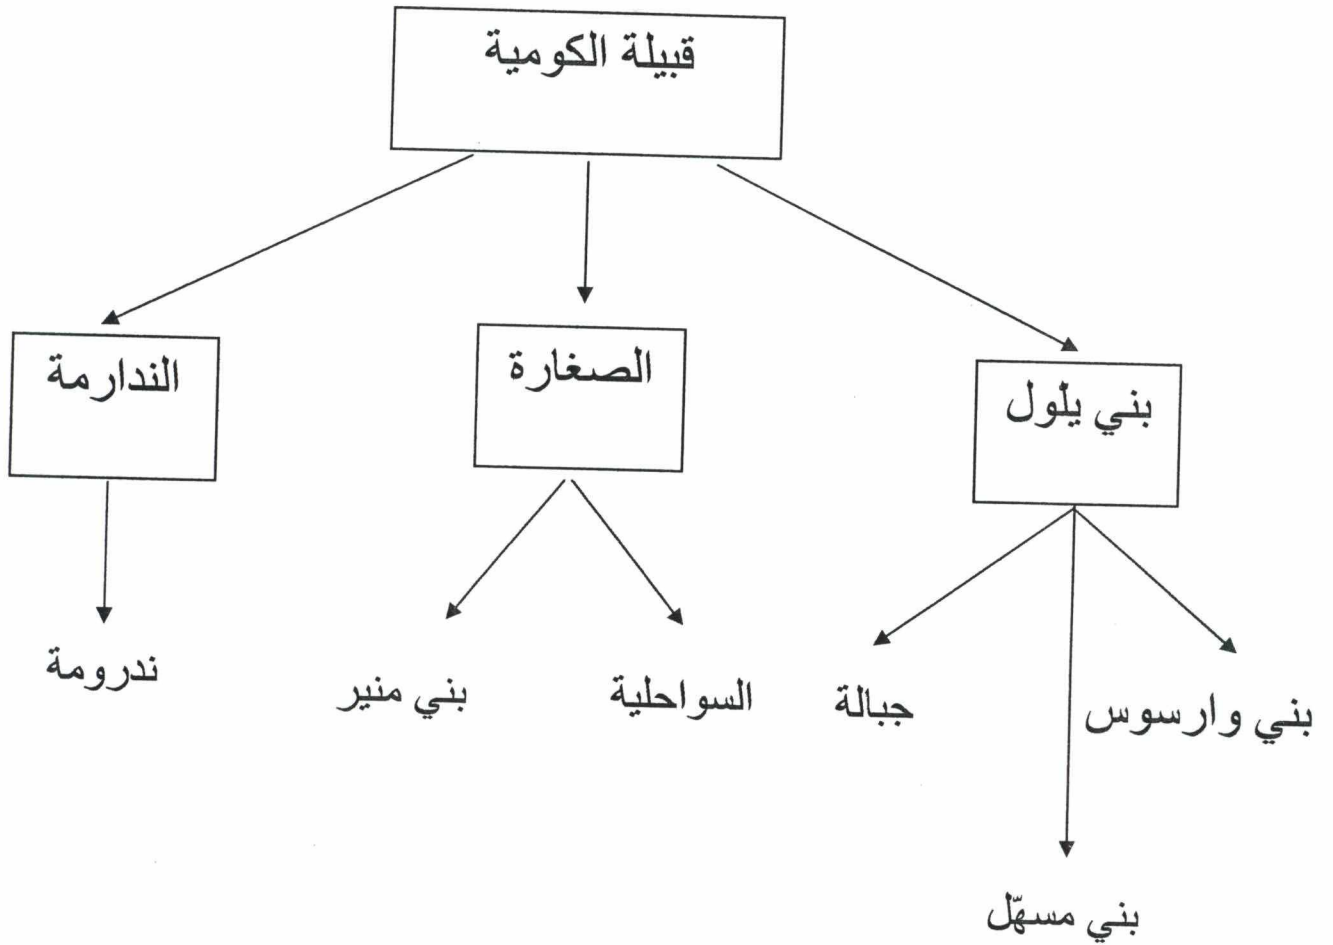 قبيلة الكومية
بني يلول
الصغارة
الندارمة
بني وارسوس
جبالة
السواحلية
بني منير
ندرومة
بني مسهّل